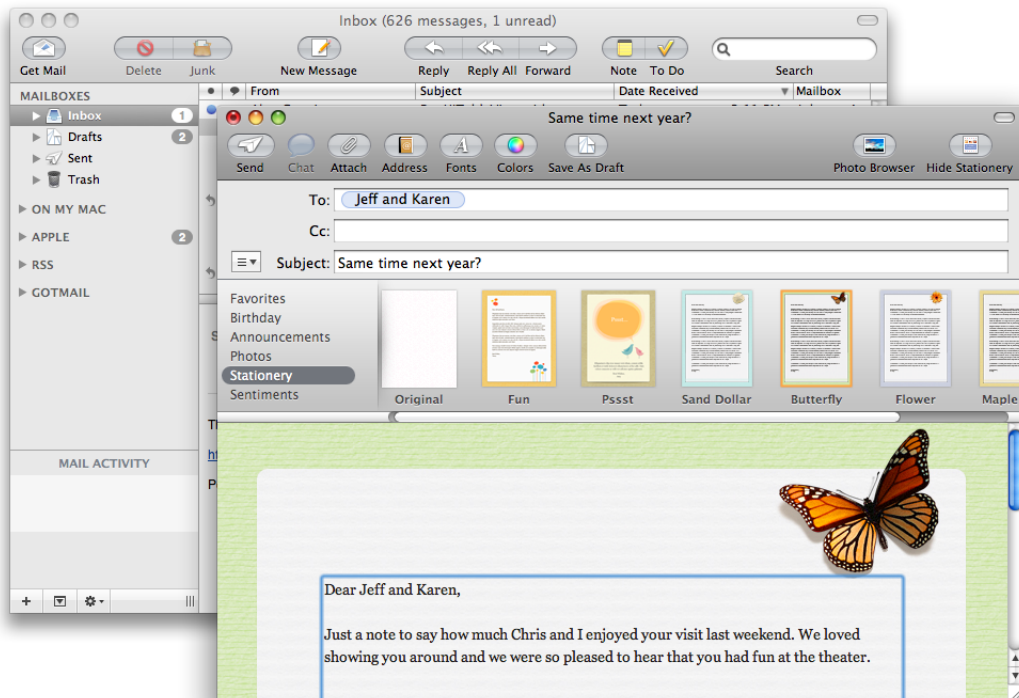 Inbox (626 messages, 1 unread)
Get Mail Delete Junk New Message Reply Reply All Forward Note To Do Search
MAILBOXES
Inbox 1
Drafts 2
Sent
Trash
ON MY MAC
APPLE 2
RSS
GOTMAIL
MAIL ACTIVITY
From Subject Date Received Mailbox
Same time next year?
Send Chat Attach Address Fonts Colors Save As Draft Photo Browser Hide Stationery
To: Jeff and Karen
Cc:
Subject: Same time next year?
Favorites
Birthday
Announcements
Photos
Stationery
Sentiments
Original Fun Pssst Sand Dollar Butterfly Flower Maple
Dear Jeff and Karen,
Just a note to say how much Chris and I enjoyed your visit last weekend. We loved
showing you around and we were so pleased to hear that you had fun at the theater.